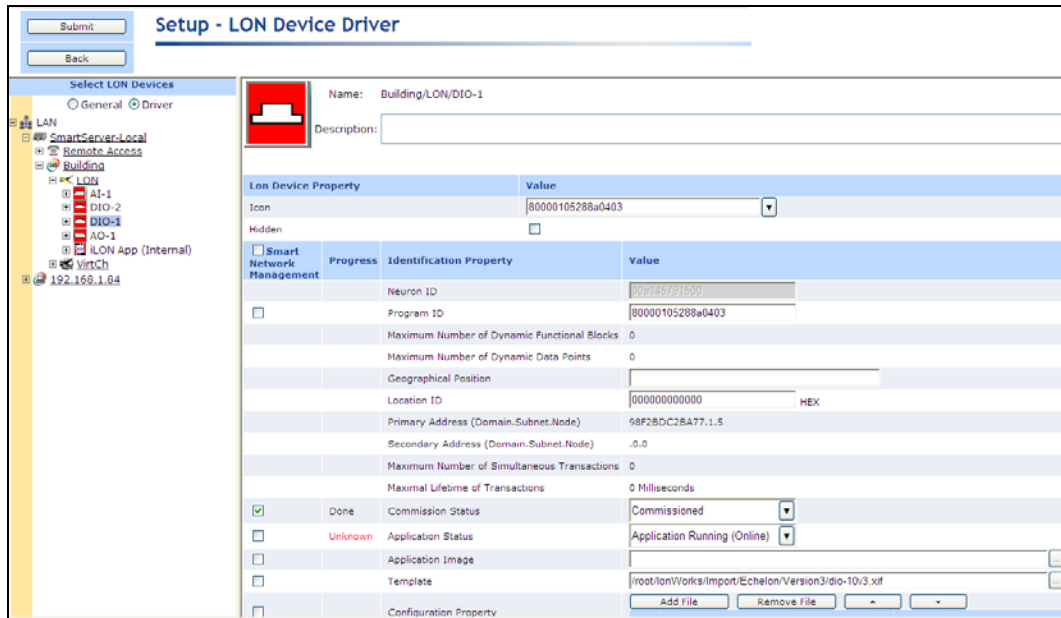 Submit
Back
Setup - LON Device Driver
Select LON Devices
General Driver
LAN
SmartServer-Local
Remote Access
Building
LON
AI-1
DIO-2
DIO-1
AO-1
iLON App (Internal)
VirtCh
192.168.1.84
Name: Building/LON/DIO-1
Description:
Lon Device Property Value
Icon 80000105288a0403
Hidden
Smart Network Management Progress Identification Property Value
Neuron ID 00a145791500
Program ID 80000105288a0403
Maximum Number of Dynamic Functional Blocks 0
Maximum Number of Dynamic Data Points 0
Geographical Position
Location ID 000000000000 HEX
Primary Address (Domain.Subnet.Node) 98F2BDC2BA77.1.5
Secondary Address (Domain.Subnet.Node) .0.0
Maximum Number of Simultaneous Transactions 0
Maximal Lifetime of Transactions 0 Milliseconds
Done Commission Status Commissioned
Unknown Application Status Application Running (Online)
Application Image
Template /root/lonWorks/Import/Echelon/Version3/dio-10v3.xif
Configuration Property Add File Remove File